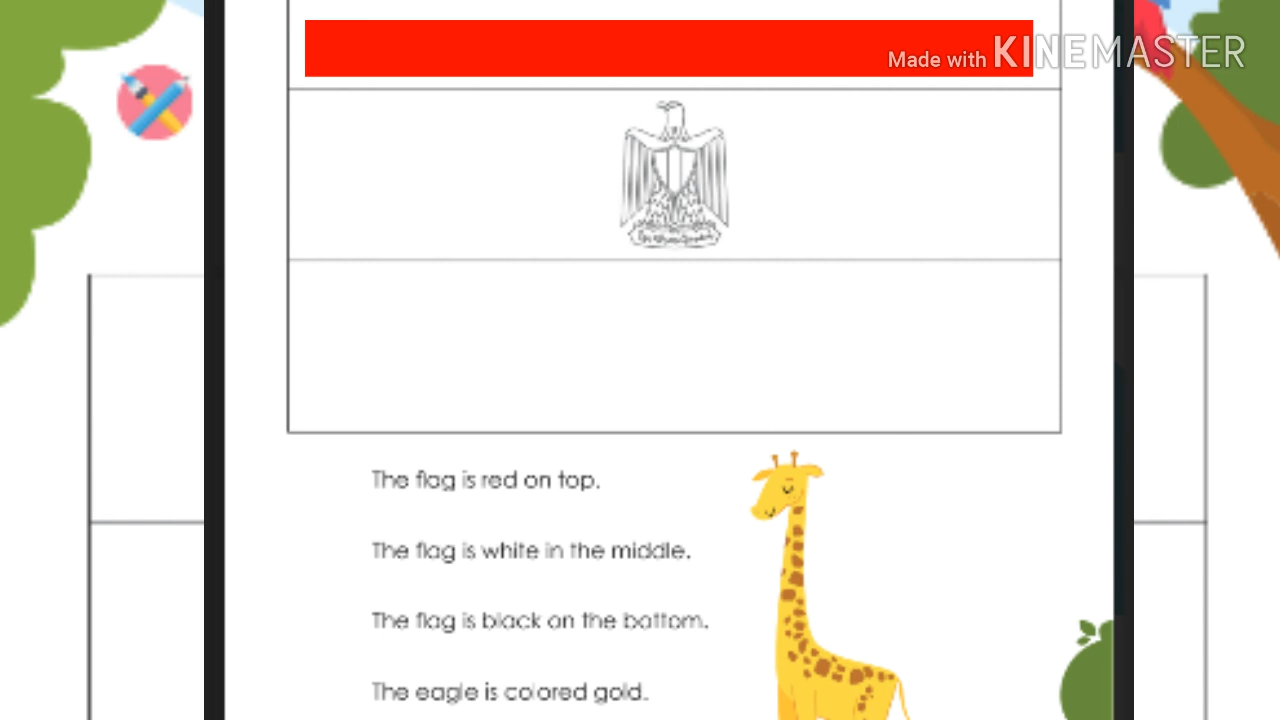 Made with KINEMASTER
The flag is red on top.
The flag is white in the middle.
The flag is black on the bottom.
The eagle is colored gold.